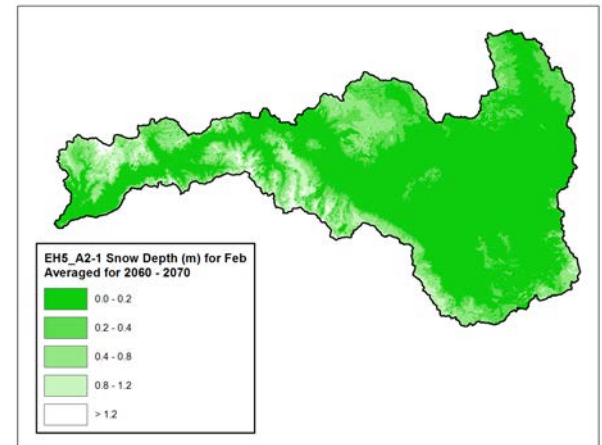 EH5_A2-1 Snow Depth (m) for Feb
Averaged for 2060 - 2070
0.0 - 0.2
0.2 - 0.4
0.4 - 0.8
0.8 - 1.2
> 1.2